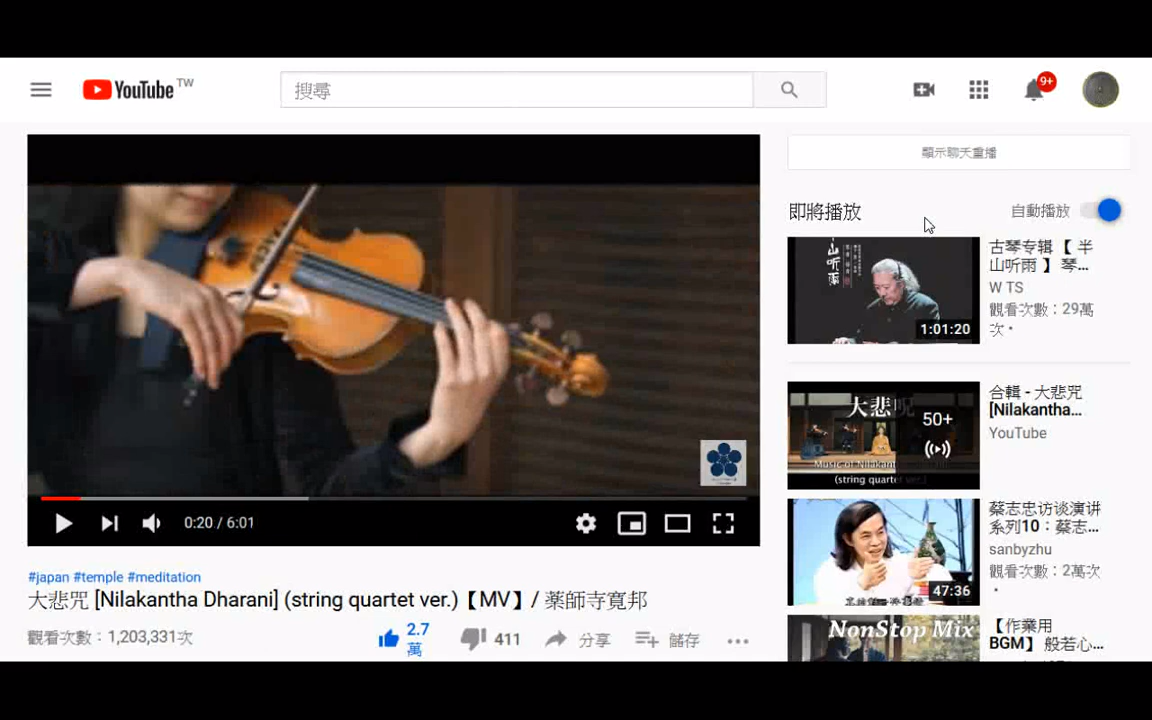 YouTube TW
搜尋
9+
顯示聊天重播
即將播放
自動播放
山听雨
1:01:20
古琴专辑【 半
山听雨 】 琴...
W TS
觀看次數：29萬
次 •
大悲咒
50+
(string quartet ver.)
合輯 - 大悲咒
[Nilakantha...
YouTube
47:36
蔡志忠访谈演讲
系列10：蔡志...
sanbyzhu
觀看次數：2萬次
•
NonStop Mix
【作業用
BGM】 般若心...
0:20 / 6:01
#japan #temple #meditation
大悲咒 [Nilakantha Dharani] (string quartet ver.)【MV】/ 薬師寺寛邦
觀看次數：1,203,331次
2.7
萬
411
分享
儲存